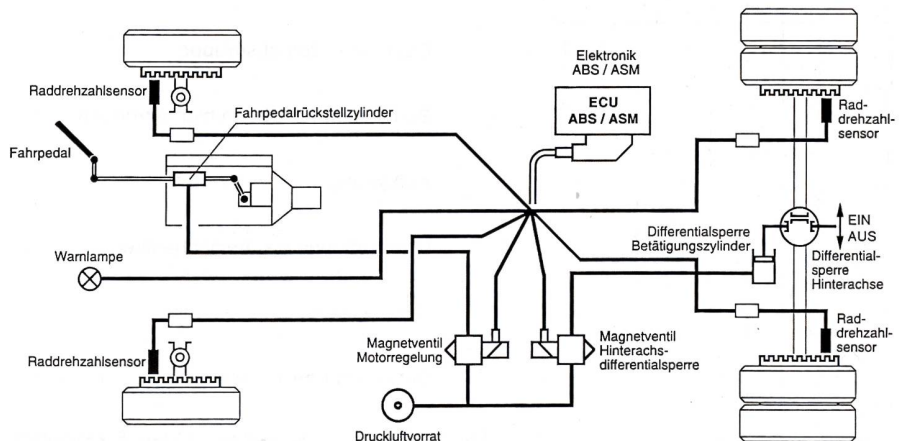 Elektronik
ABS / ASM
ECU
ABS / ASM
Raddrehzahlsensor
Fahrpedalrückstellzylinder
Fahrpedal
Rad-
drehzahl-
sensor
Differentialsperre
Betätigungszylinder
EIN
AUS
Differential-
sperre
Hinterachse
Warnlampe
Magnetventil
Motorregelung
Magnetventil
Hinterachs-
differentialsperre
Rad-
drehzahl-
sensor
Raddrehzahlsensor
Druckluftvorrat